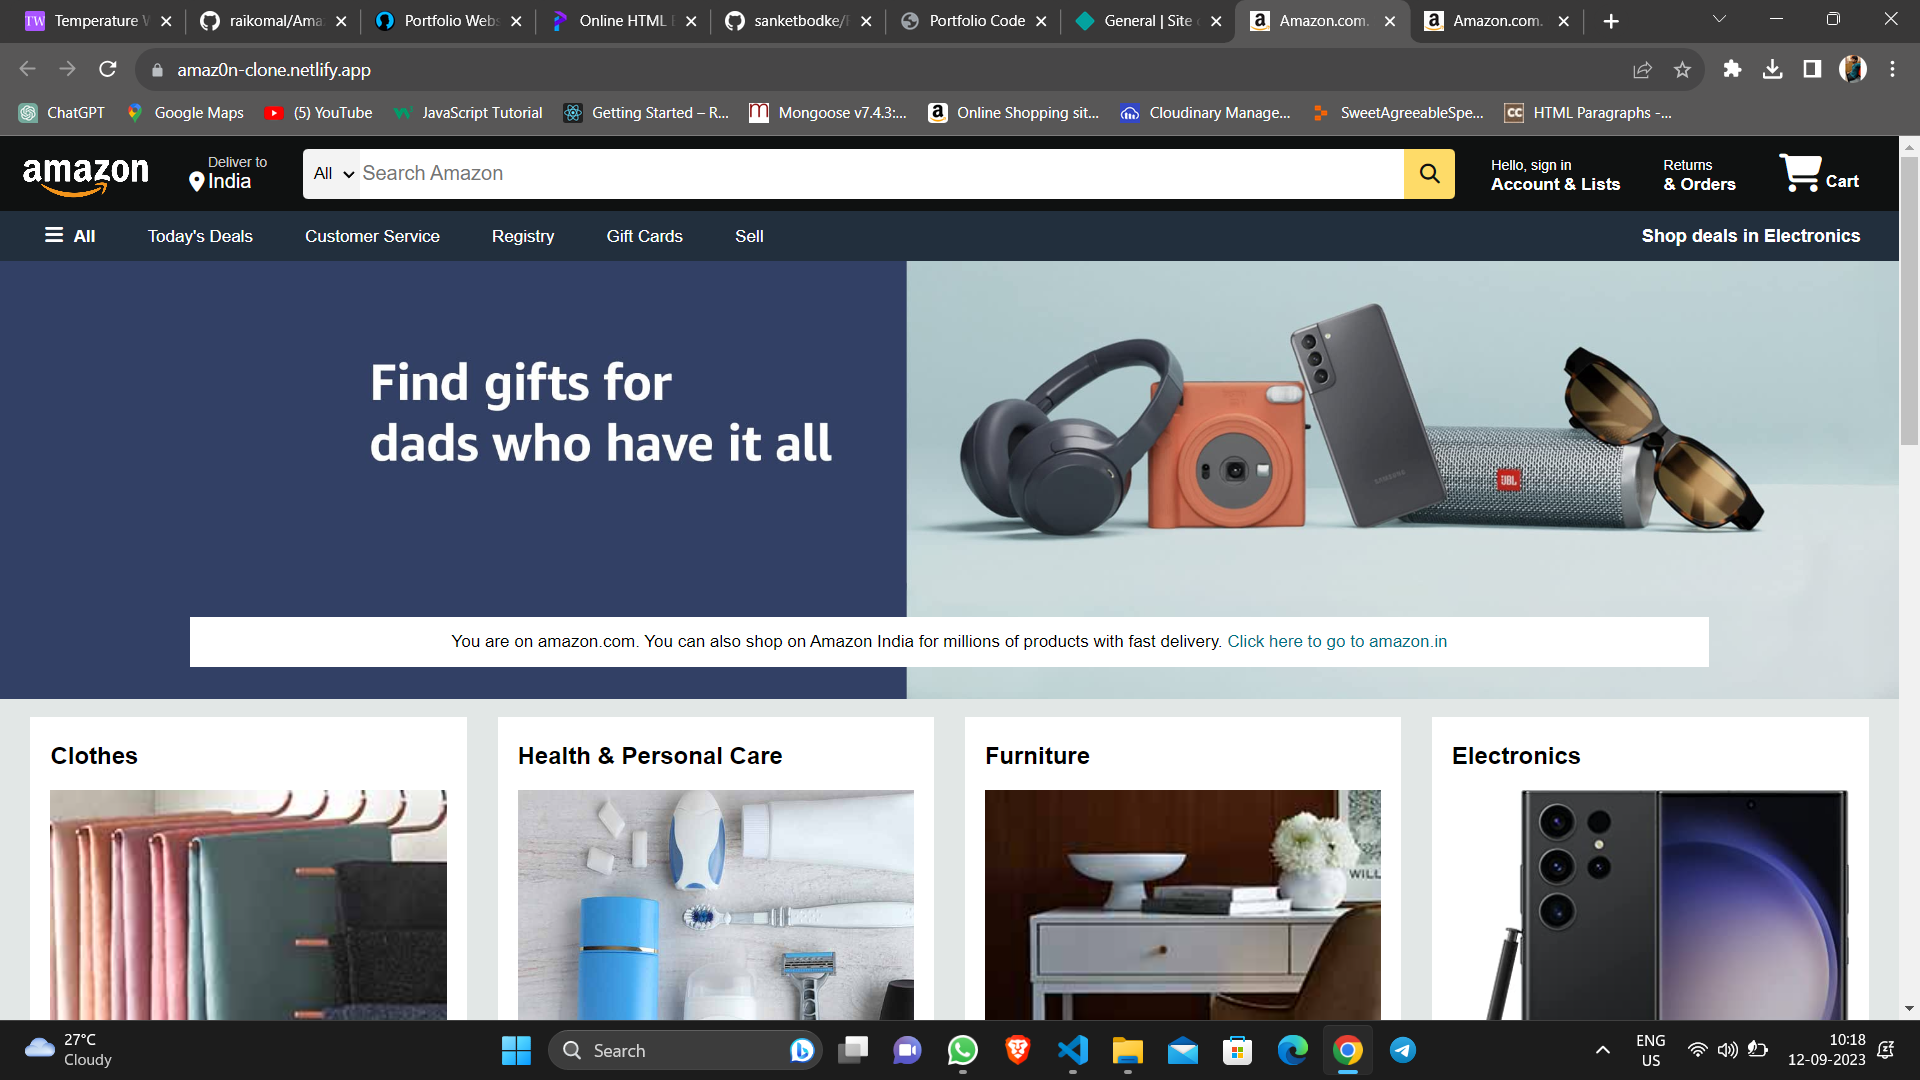 TW Temperature W
raikomal/Ama
Portfolio Webs
Online HTML
sanketbodke/
Portfolio Code
General | Site
Amazon.com.
Amazon.com.
amaz0n-clone.netlify.app
ChatGPT
Google Maps
(5) YouTube
JavaScript Tutorial
Getting Started – R...
Mongoose v7.4.3:...
Online Shopping sit...
Cloudinary Manage...
SweetAgreeableSpe...
CC HTML Paragraphs -...
amazon
Deliver to
India
All
Search Amazon
Hello, sign in
Account & Lists
Returns
& Orders
Cart
All
Today's Deals
Customer Service
Registry
Gift Cards
Sell
Shop deals in Electronics
Find gifts for
dads who have it all
SAMSUNG
JBL
You are on amazon.com. You can also shop on Amazon India for millions of products with fast delivery. Click here to go to amazon.in
Clothes
Health & Personal Care
Furniture
Electronics
WILL
27°C
Cloudy
Search
ENG
US
10:18
12-09-2023